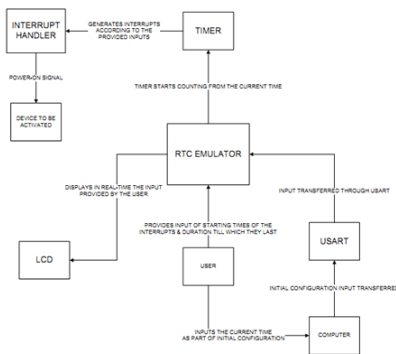 INTERRUPT
HANDLER
GENERATES INTERRUPTS
ACCORDING TO THE
PROVIDED INPUTS
TIMER
POWER-ON SIGNAL
DEVICE TO BE
ACTIVATED
TIMER STARTS COUNTING FROM THE CURRENT TIME
RTC EMULATOR
DISPLAYS IN REAL-TIME THE INPUT
PROVIDED BY THE USER
INPUT TRANSFERRED THROUGH USART
PROVIDES INPUT OF STARTING TIMES OF THE
INTERRUPTS & DURATION TILL WHICH THEY LAST
LCD
USER
USART
INITIAL CONFIGURATION INPUT TRANSFERRED
INPUTS THE CURRENT TIME
AS PART OF INITIAL CONFIGURATION
COMPUTER